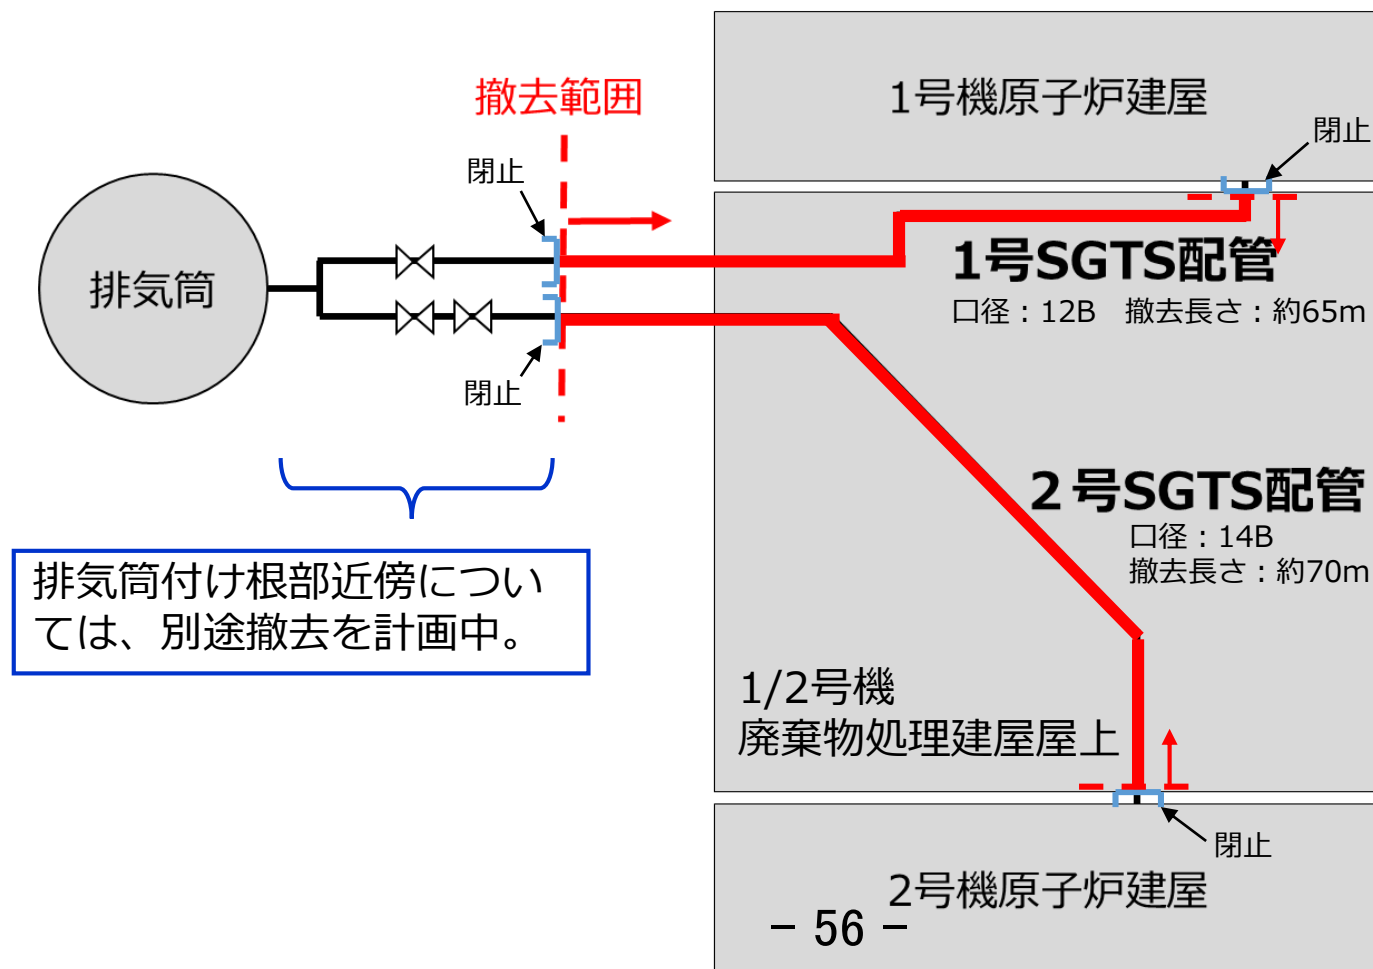 1号機原子炉建屋
撤去範囲
閉止
閉止
排気筒
1号SGTS配管
口径：12B　撤去長さ：約65m
閉止
２号SGTS配管
口径：14B
撤去長さ：約70m
排気筒付け根部近傍につい
ては、別途撤去を計画中。
1/2号機
廃棄物処理建屋屋上
閉止
2号機原子炉建屋
− 56 −